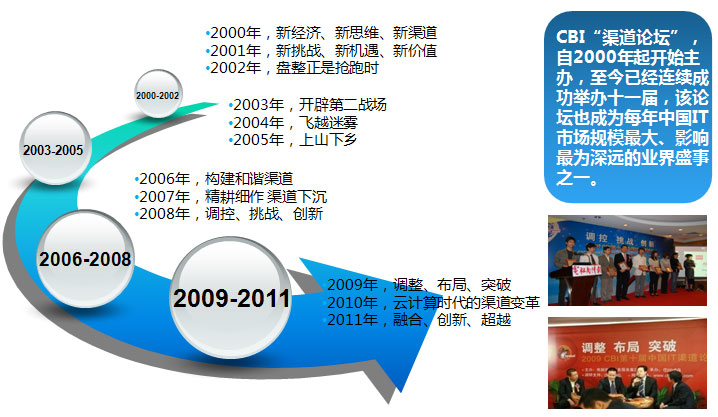 2000年，新经济、新思维、新渠道
2001年，新挑战、新机遇、新价值
2002年，盘整正是抢跑时
2000-2002
2003年，开辟第二战场
2004年，飞越迷雾
2005年，上山下乡
2003-2005
2006年，构建和谐渠道
2007年，精耕细作 渠道下沉
2008年，调控、挑战、创新
2006-2008
2009年，调整、布局、突破
2010年，云计算时代的渠道变革
2011年，融合、创新、超越
2009-2011
CBI“渠道论坛”，
自2000年起开始主
办，至今已经连续成
功举办十一届，该论
坛也成为每年中国IT
市场规模最大、影响
最为深远的业界盛事
之一。
调控 挑战 创新
调整 布局 突破
2009 CBI第十届中国IT渠道论